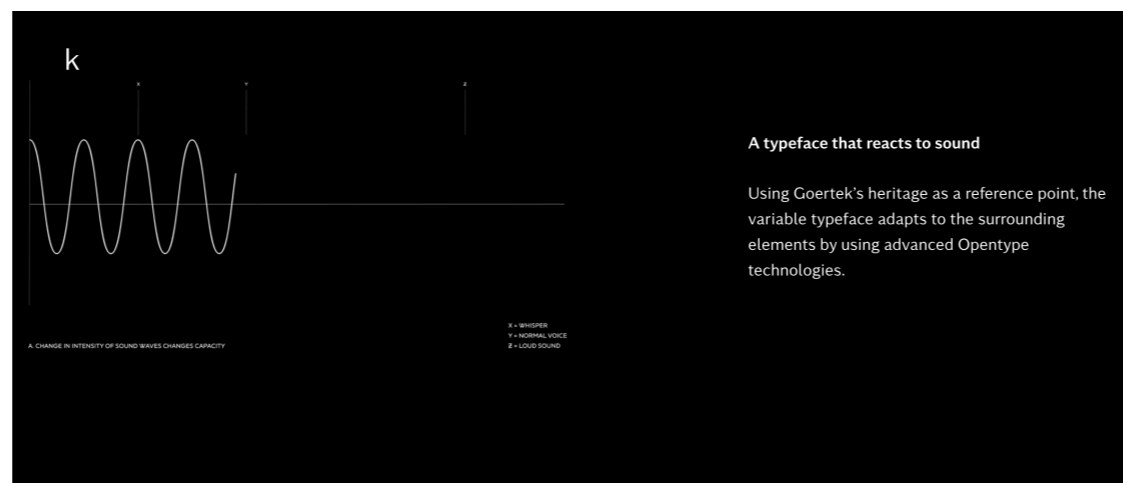 k
X Y Z
A typeface that reacts to sound
Using Goertek's heritage as a reference point, the
variable typeface adapts to the surrounding
elements by using advanced Opentype
technologies.
X = WHISPER
Y = NORMAL VOICE
Z = LOUD SOUND
A. CHANGE IN INTENSITY OF SOUND WAVES CHANGES CAPACITY